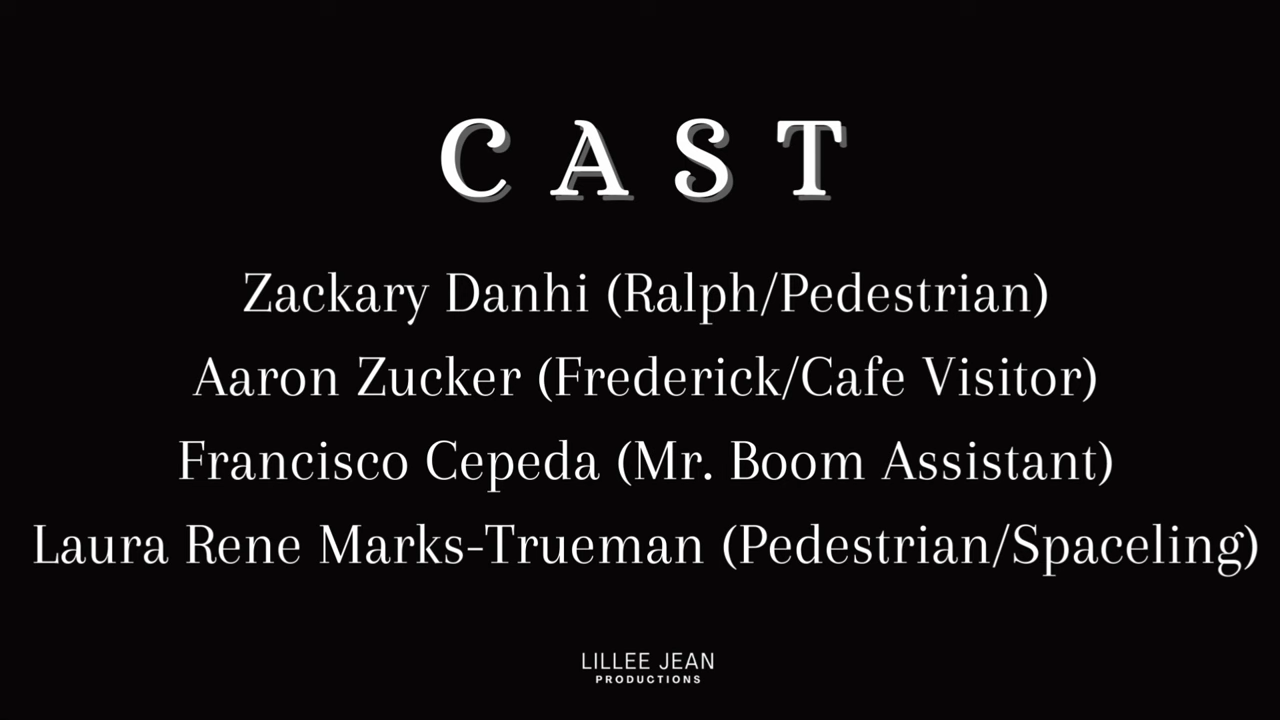 CAST
Zackary Danhi (Ralph/Pedestrian)
Aaron Zucker (Frederick/Cafe Visitor)
Francisco Cepeda (Mr. Boom Assistant)
Laura Rene Marks-Trueman (Pedestrian/Spaceling)
LILLEE JEAN
PRODUCTIONS